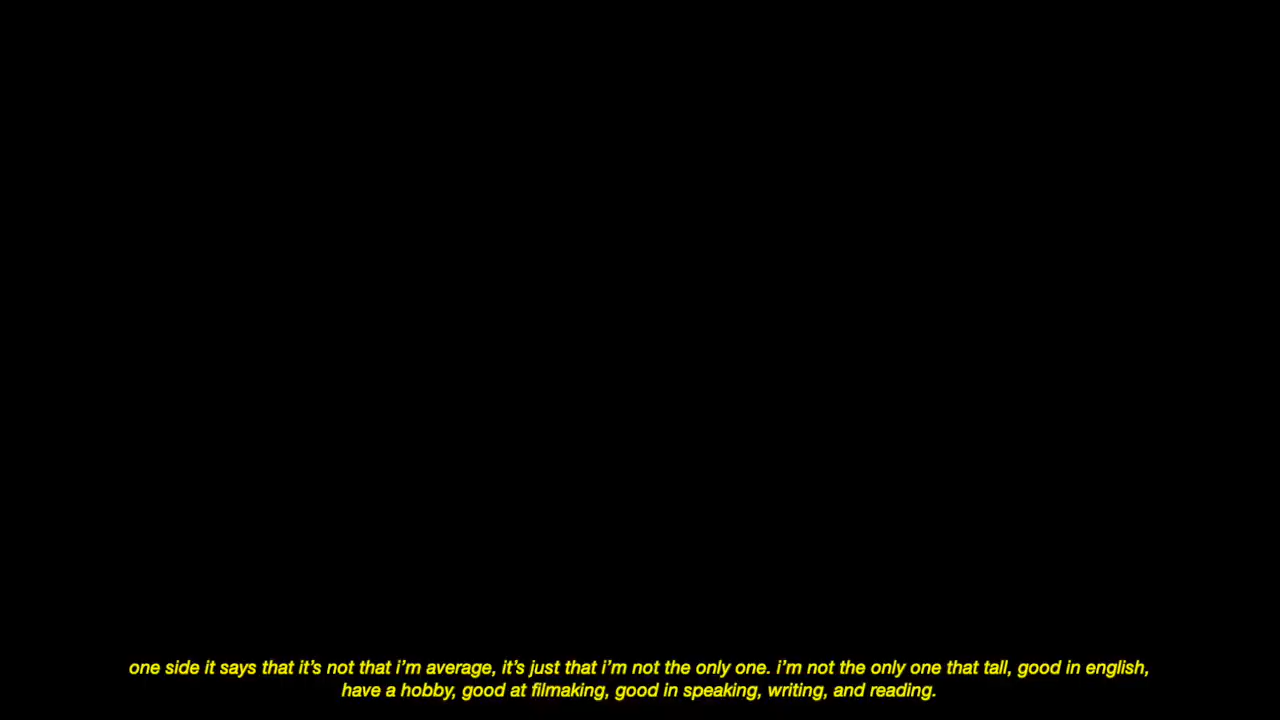 one side it says that it's not that i'm average, it's just that i'm not the only one. i'm not the only one that tall, good in english,
have a hobby, good at filmaking, good in speaking, writing, and reading.